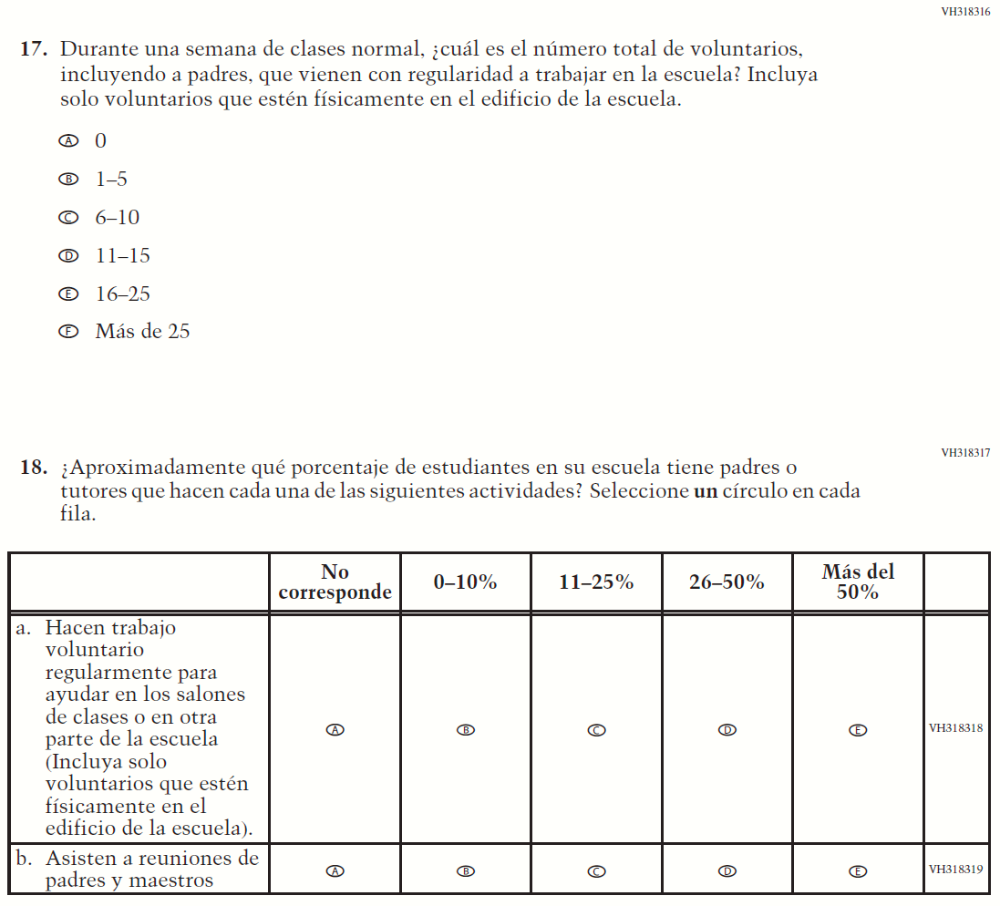 VH318316
17. Durante una semana de clases normal, ¿cuál es el número total de voluntarios,
incluyendo a padres, que vienen con regularidad a trabajar en la escuela? Incluya
solo voluntarios que estén físicamente en el edificio de la escuela.
A 0
B 1–5
C 6–10
D 11–15
E 16–25
F Más de 25
VH318317
18. ¿Aproximadamente qué porcentaje de estudiantes en su escuela tiene padres o
tutores que hacen cada una de las siguientes actividades? Seleccione un círculo en cada
fila.
No
corresponde
0–10%
11–25%
26–50%
Más del
50%
a. Hacen trabajo
voluntario
regularmente para
ayudar en los salones
de clases o en otra
parte de la escuela
(Incluya solo
voluntarios que estén
físicamente en el
edificio de la escuela).
A B C D E VH318318
b. Asisten a reuniones de
padres y maestros
A B C D E VH318319